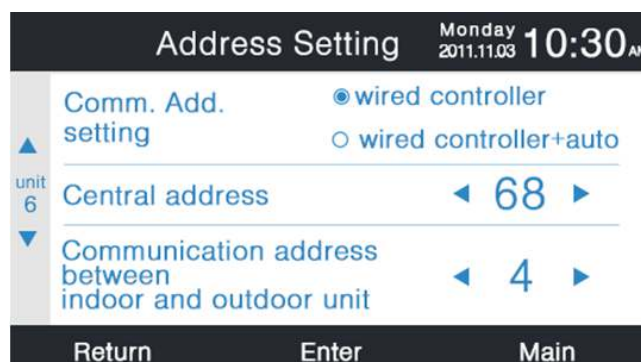 Address Setting
Monday
2011.11.03
10:30 AM
Comm. Add.
setting
wired controller
wired controller+auto
unit
6
Central address
68
Communication address
between
indoor and outdoor unit
4
Return
Enter
Main